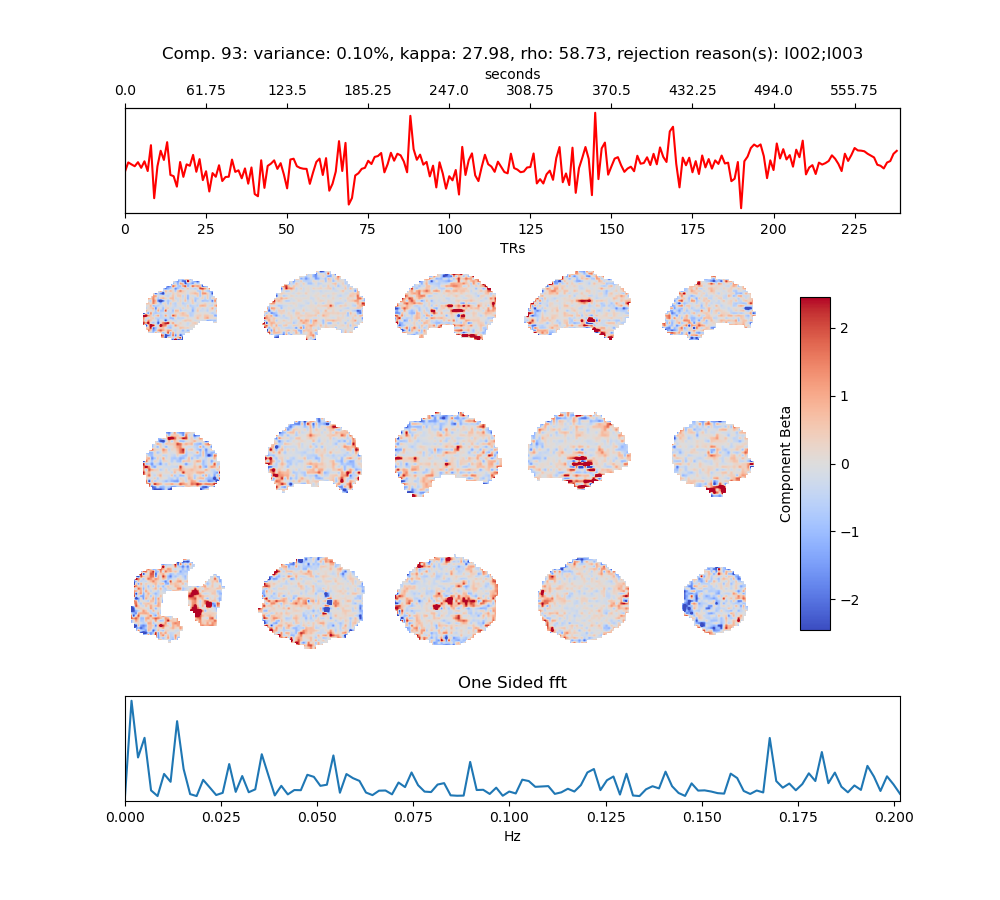 Comp. 93: variance: 0.10%, kappa: 27.98, rho: 58.73, rejection reason(s): I002;I003
seconds
0.0 61.75 123.5 185.25 247.0 308.75 370.5 432.25 494.0 555.75
0 25 50 75 100 125 150 175 200 225
TRs
2
1
0
−1
−2
Component Beta
One Sided fft
0.000 0.025 0.050 0.075 0.100 0.125 0.150 0.175 0.200
Hz